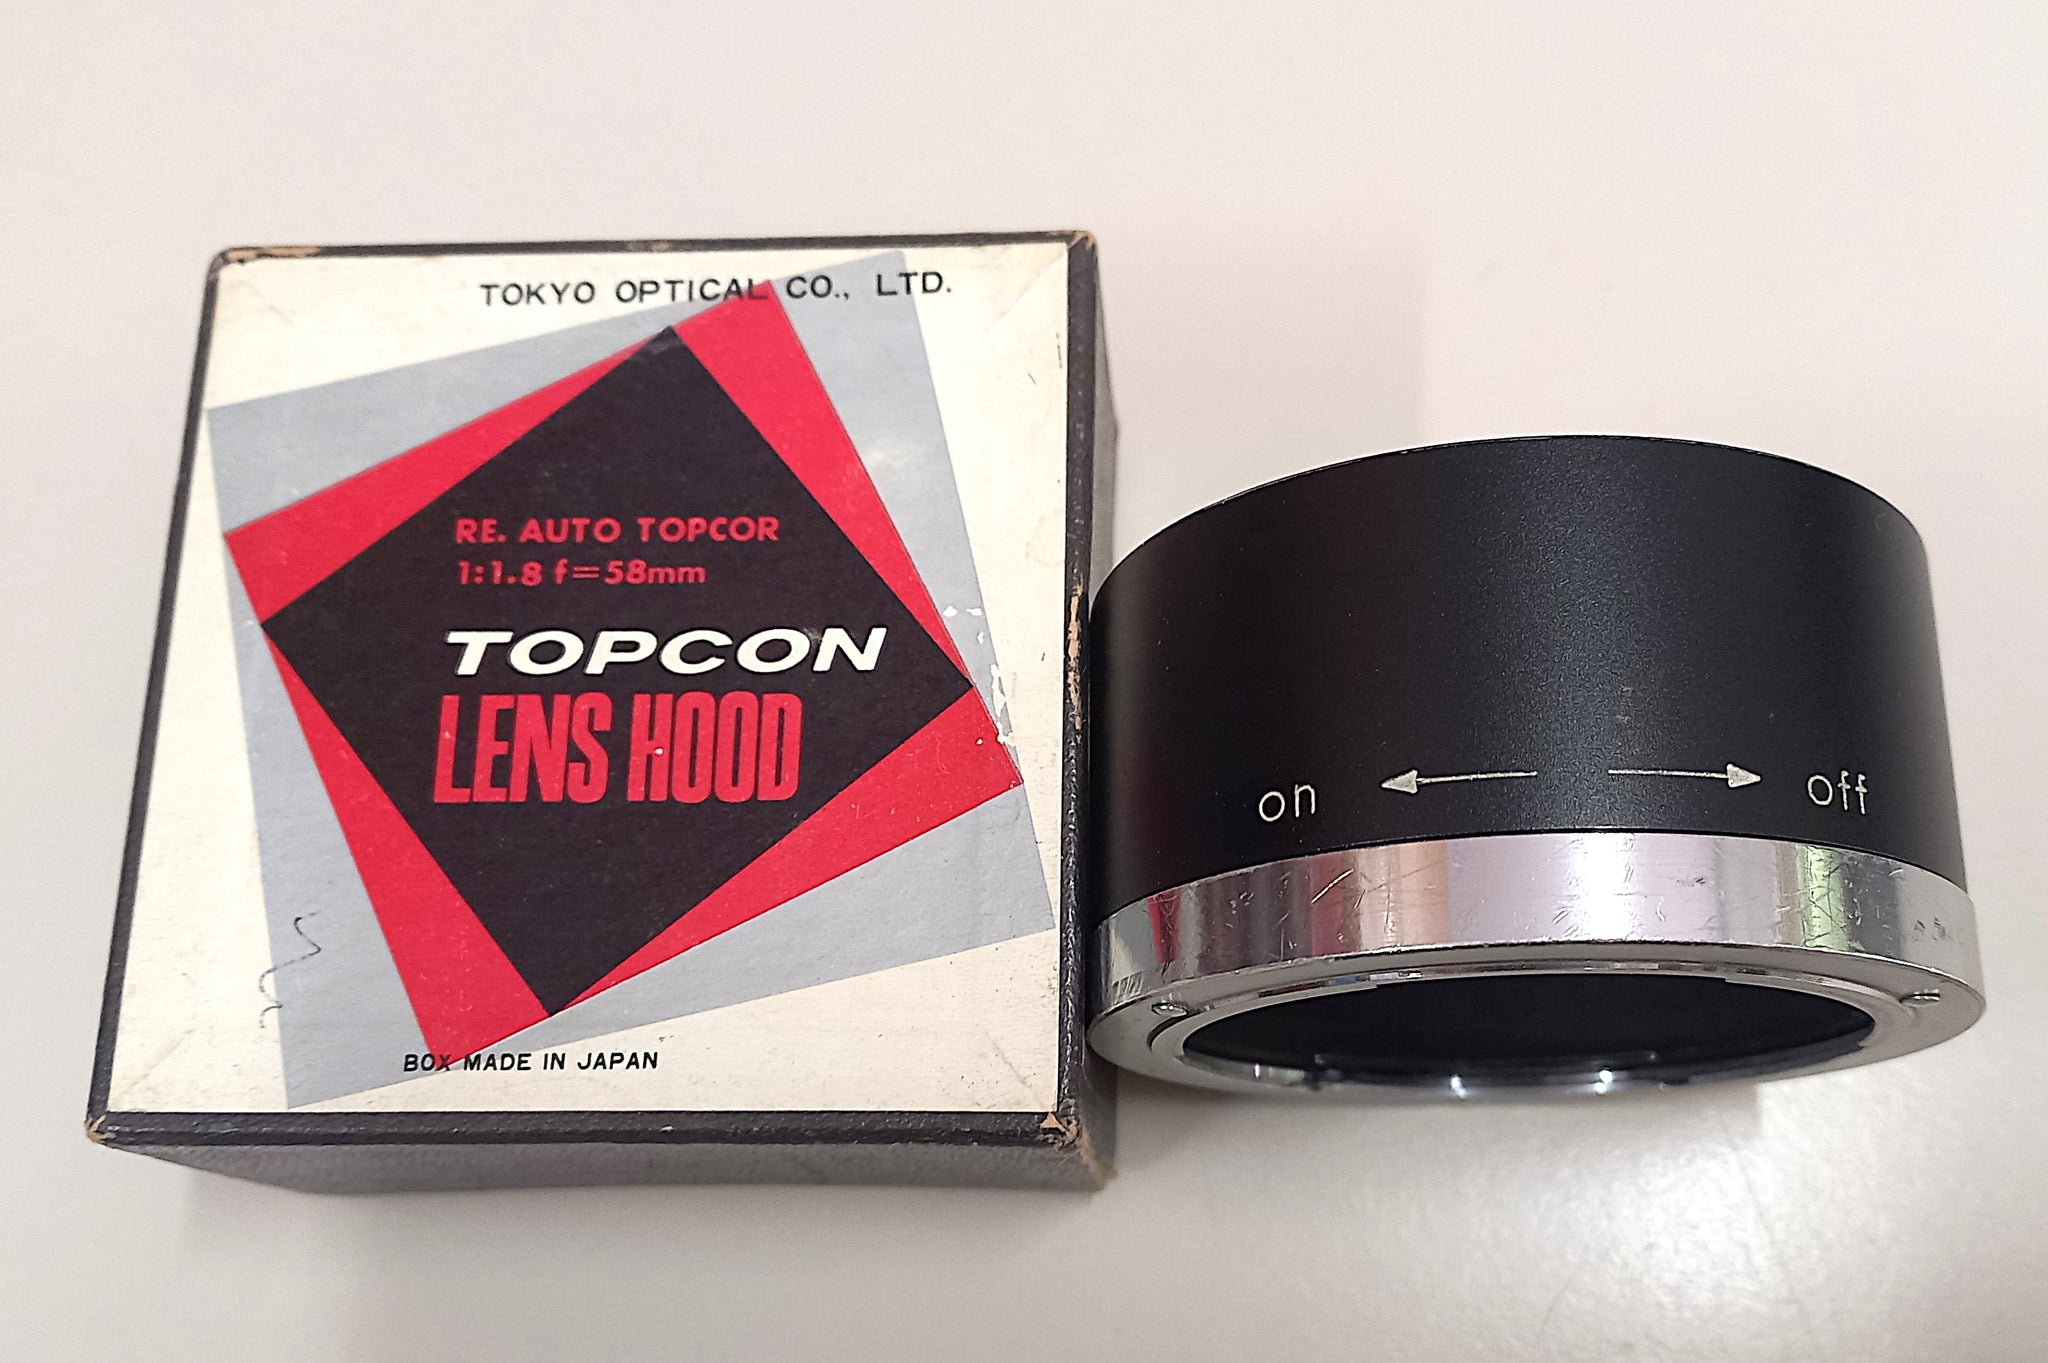 TOKYO OPTICAL CO., LTD.
RE. AUTO TOPCOR
1:1.8 f=58mm
TOPCON
LENS HOOD
BOX MADE IN JAPAN
on off